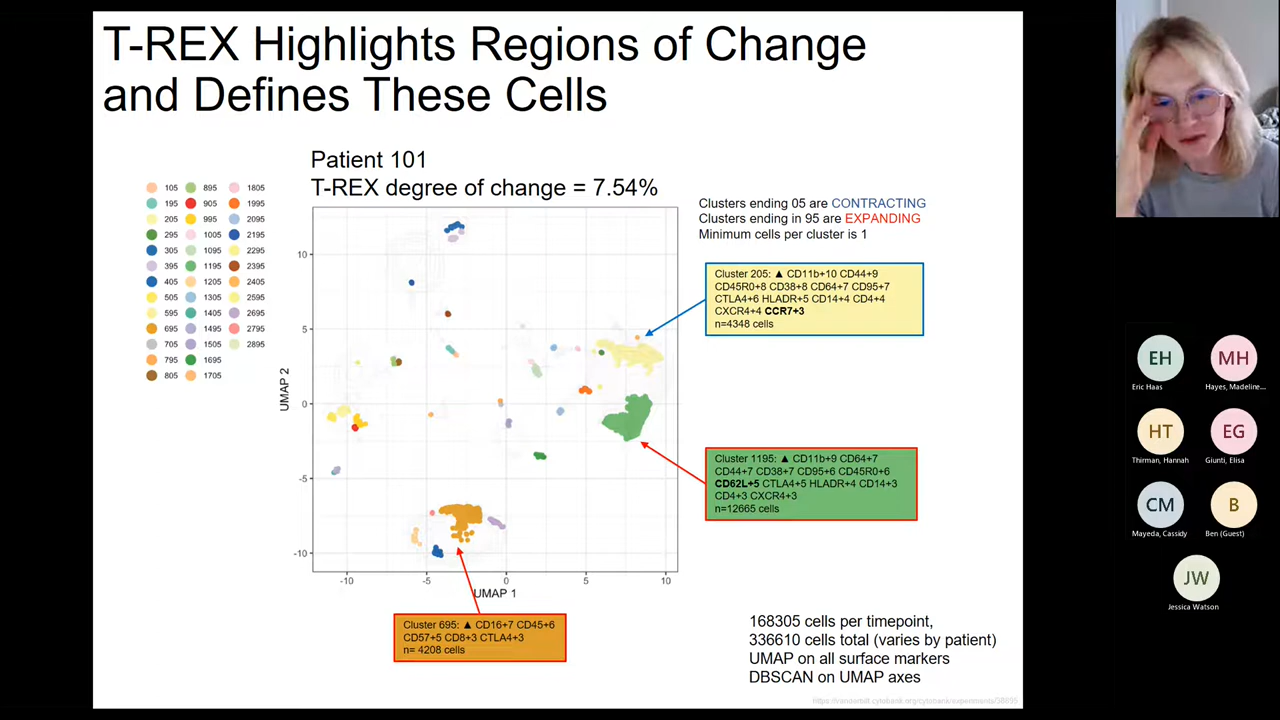 T-REX Highlights Regions of Change
and Defines These Cells
Patient 101
T-REX degree of change = 7.54%
105 895 1805
195 905 1995
205 995 2095
295 1005 2195
305 1095 2295
395 1195 2395
405 1205 2405
505 1305 2595
595 1405 2695
695 1495 2795
705 1505 2895
795 1695
805 1705
Clusters ending 05 are CONTRACTING
Clusters ending in 95 are EXPANDING
Minimum cells per cluster is 1
Cluster 205: ▲ CD11b+10 CD44+9
CD45R0+8 CD38+8 CD64+7 CD95+7
CTLA4+6 HLADR+5 CD14+4 CD4+4
CXCR4+4 CCR7+3
n=4348 cells
Cluster 1195: ▲ CD11b+9 CD64+7
CD44+7 CD38+7 CD95+6 CD45R0+6
CD62L+5 CTLA4+5 HLADR+4 CD14+3
CD4+3 CXCR4+3
n=12665 cells
10
5
0
-5
-10
UMAP 2
-10 -5 0 5 10
UMAP 1
Cluster 695: ▲ CD16+7 CD45+6
CD57+5 CD8+3 CTLA4+3
n= 4208 cells
168305 cells per timepoint,
336610 cells total (varies by patient)
UMAP on all surface markers
DBSCAN on UMAP axes
https://vanderbilt.cytobank.org/cytobank/experiments/
EH
Eric Haas
MH
Hayes, Madeline...
HT
Thirman, Hannah
EG
Giunti, Elisa
CM
Mayeda, Cassidy
B
Ben (Guest)
JW
Jessica Watson